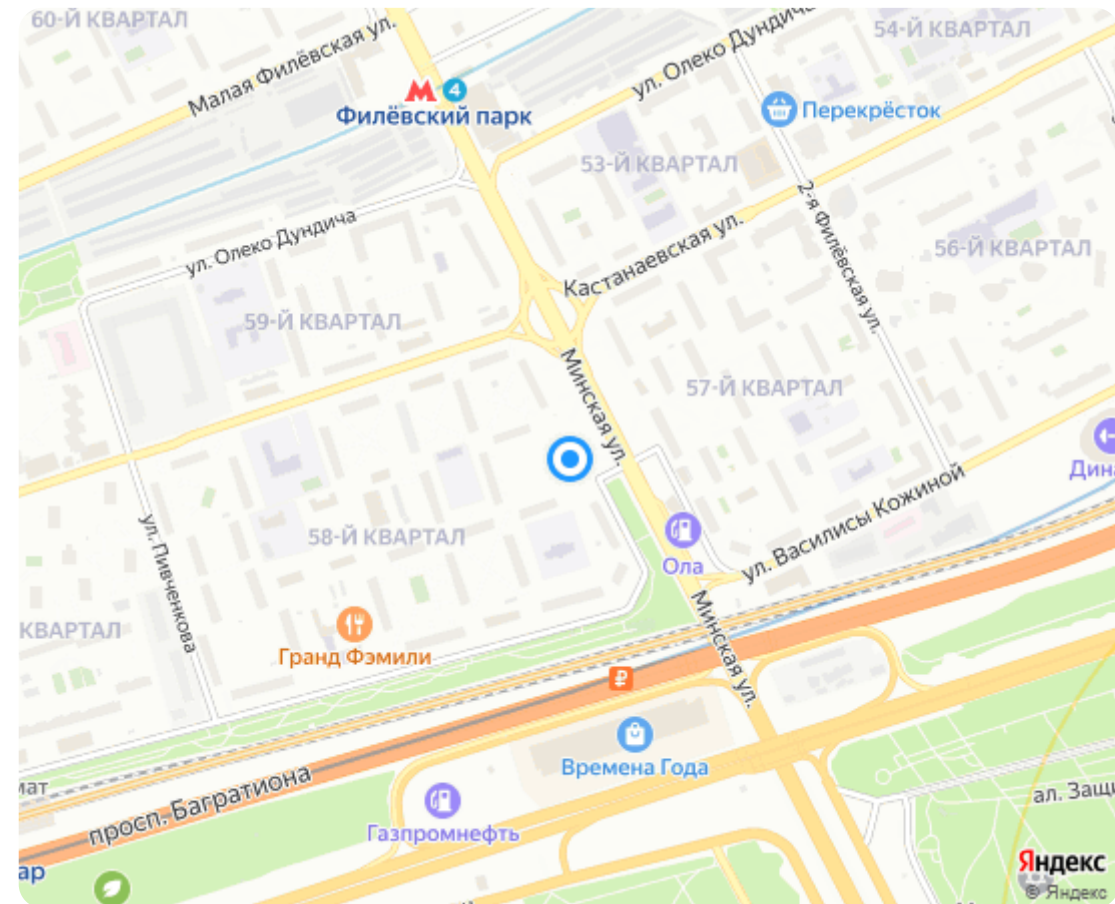 60-Й КВАРТАЛ
Малая Филёвская ул.
4
Филёвский парк
ул. Олеко Дундича
54-Й КВАРТАЛ
Перекрёсток
53-Й КВАРТАЛ
2-я Филёвская ул.
ул. Олеко Дундича
Кастанаевская ул.
56-Й КВАРТАЛ
59-Й КВАРТАЛ
Минская ул.
57-Й КВАРТАЛ
Дина
ул. Пивченкова
58-Й КВАРТАЛ
Ола
ул. Василисы Кожиной
КВАРТАЛ
Гранд Фэмили
Минская ул.
₽
Времена Года
мат
просп. Багратиона
Газпромнефть
ал. Защи
ар
Яндекс
© Яндекс